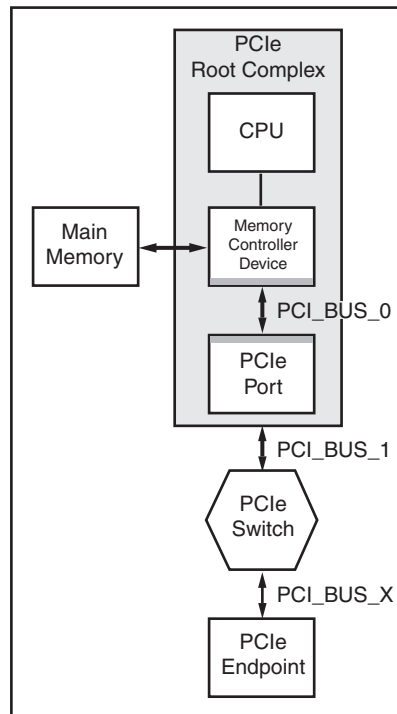 PCIe
Root Complex
CPU
Main
Memory
Memory
Controller
Device
PCI_BUS_0
PCIe
Port
PCI_BUS_1
PCIe
Switch
PCI_BUS_X
PCIe
Endpoint